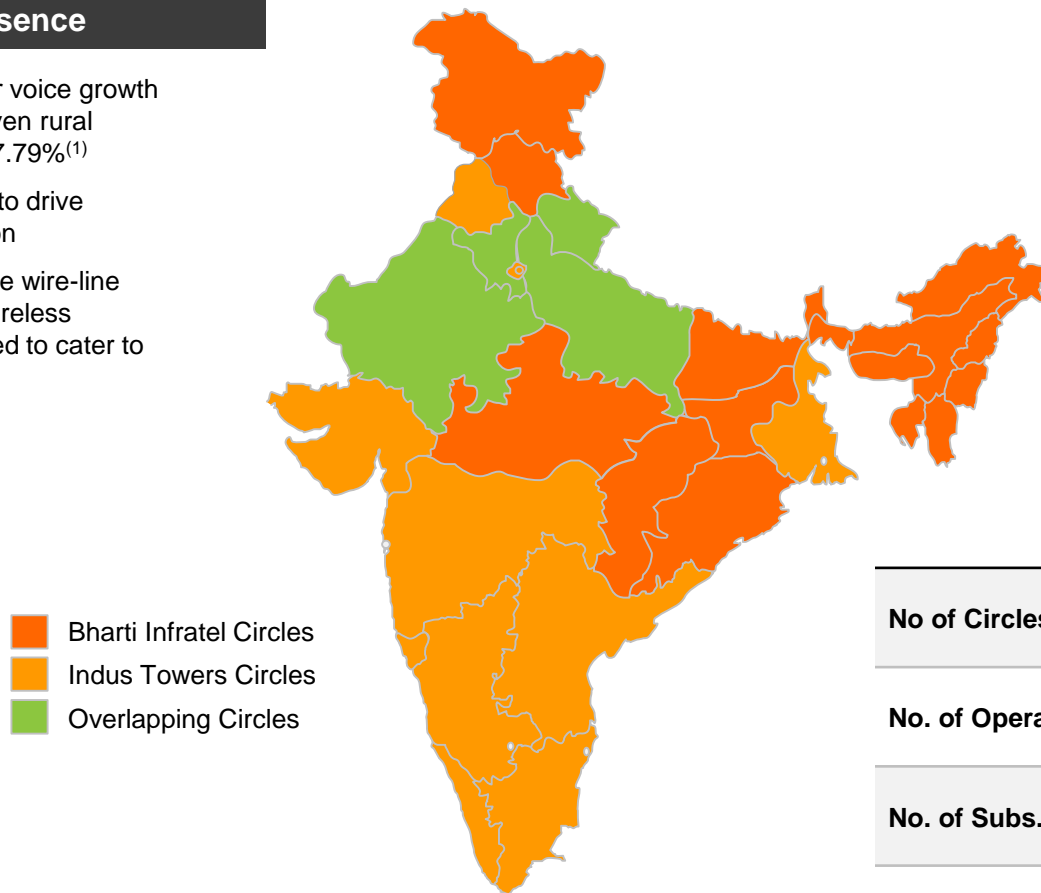 sence
r voice growth
ven rural
7.79%(1)
to drive
on
e wire-line
reless
ed to cater to
Bharti Infratel Circles
Indus Towers Circles
Overlapping Circles
No of Circles
No. of Opera
No. of Subs.